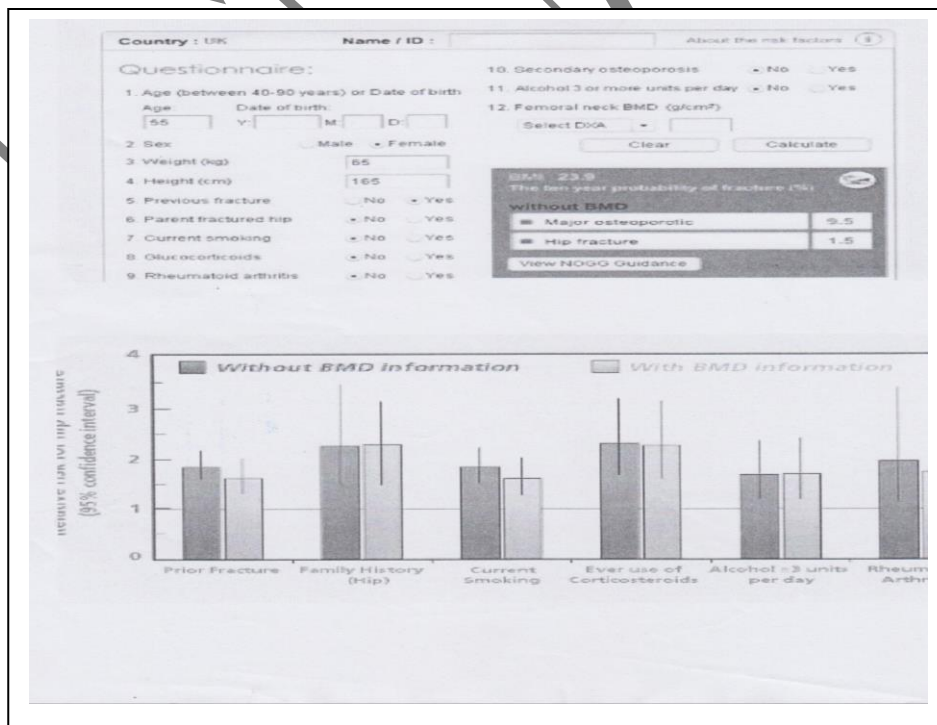 Country : UK Name / ID : About the risk factors
Questionnaire:
1. Age (between 40-90 years) or Date of birth
Age: Date of birth:
Y: M: D:
2. Sex Male Female
3. Weight (kg) 65
4. Height (cm) 165
5. Previous fracture No Yes
6. Parent fractured hip No Yes
7. Current smoking No Yes
8. Glucocorticoids No Yes
9. Rheumatoid arthritis No Yes
10. Secondary osteoporosis No Yes
11. Alcohol 3 or more units per day No Yes
12. Femoral neck BMD (g/cm²)
Select DXA
Clear Calculate
BMI 23.9
The ten year probability of fracture (%)
without BMD
Major osteoporotic 9.5
Hip fracture 1.5
View NOGG Guidance
Without BMD information With BMD information
(95% confidence interval)
4
3
2
1
0
Prior Fracture
Family History
(Hip)
Current
Smoking
Ever use of
Corticosteroids
Alcohol units
per day
Rheum
Arthr